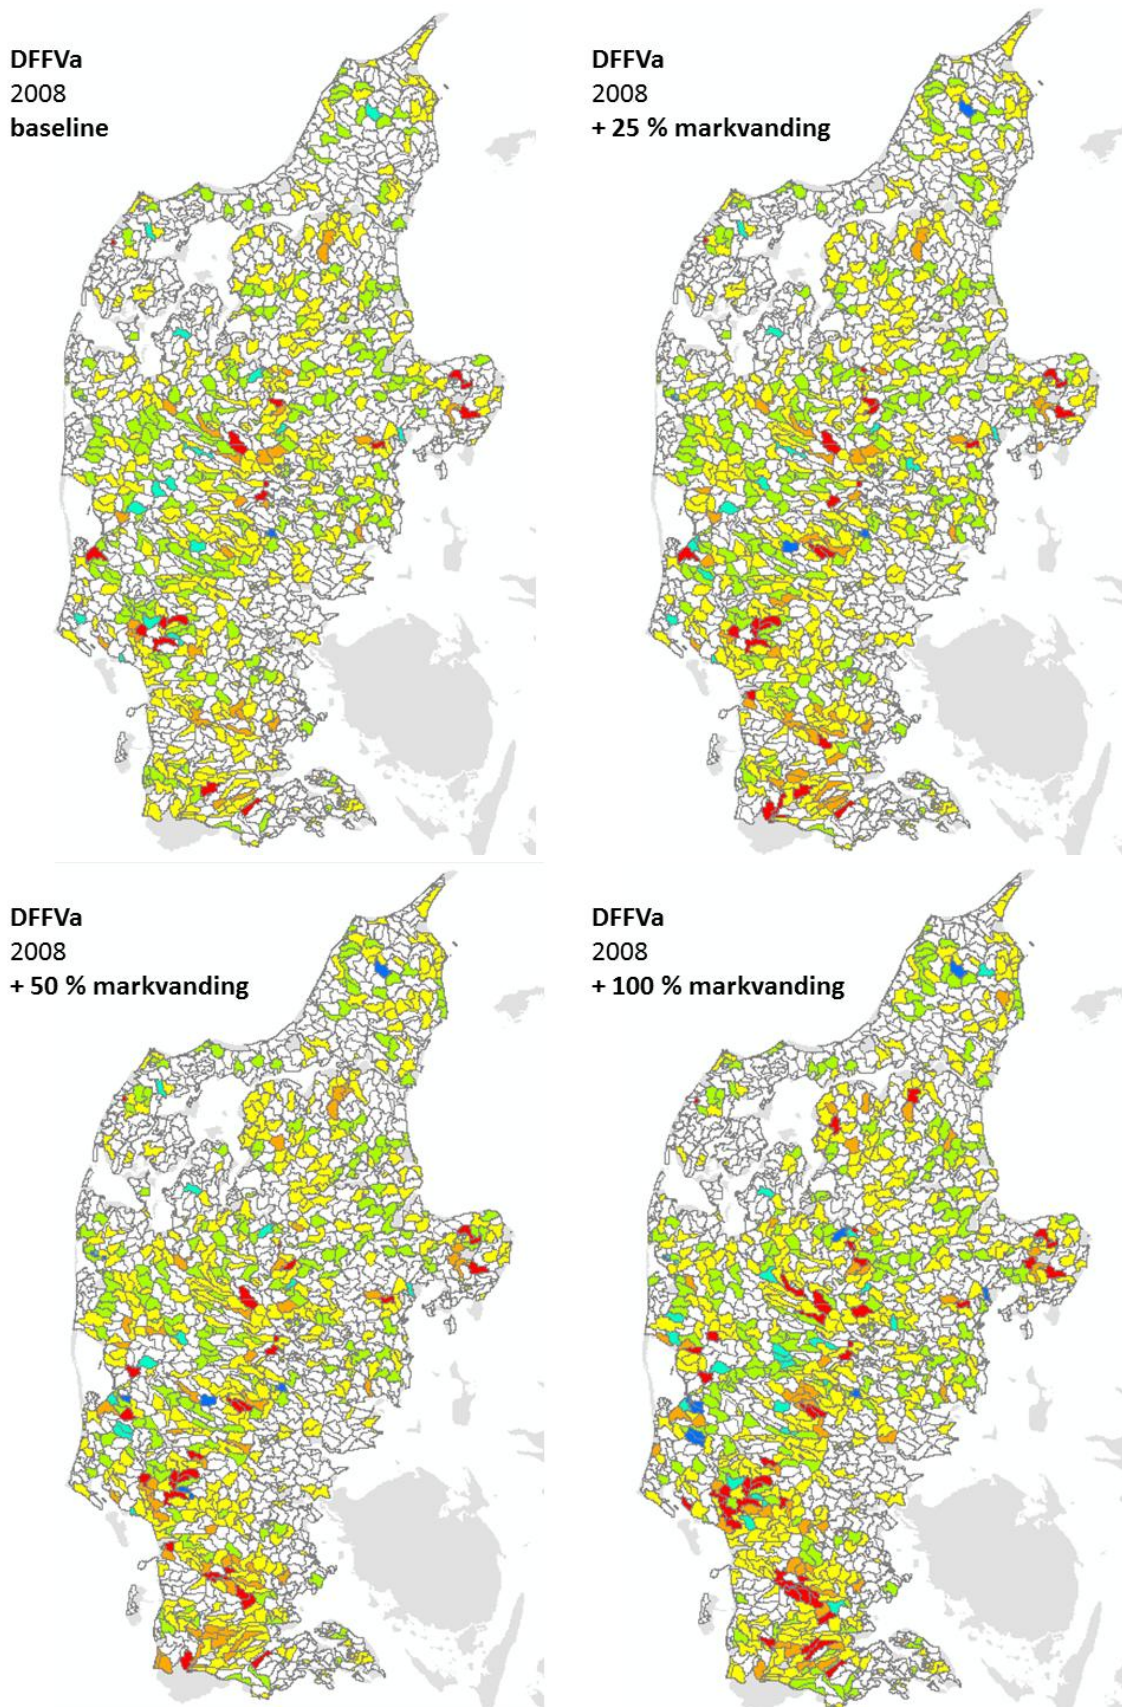 DFFVa
2008
baseline
DFFVa
2008
+ 25 % markvanding
DFFVa
2008
+ 50 % markvanding
DFFVa
2008
+ 100 % markvanding